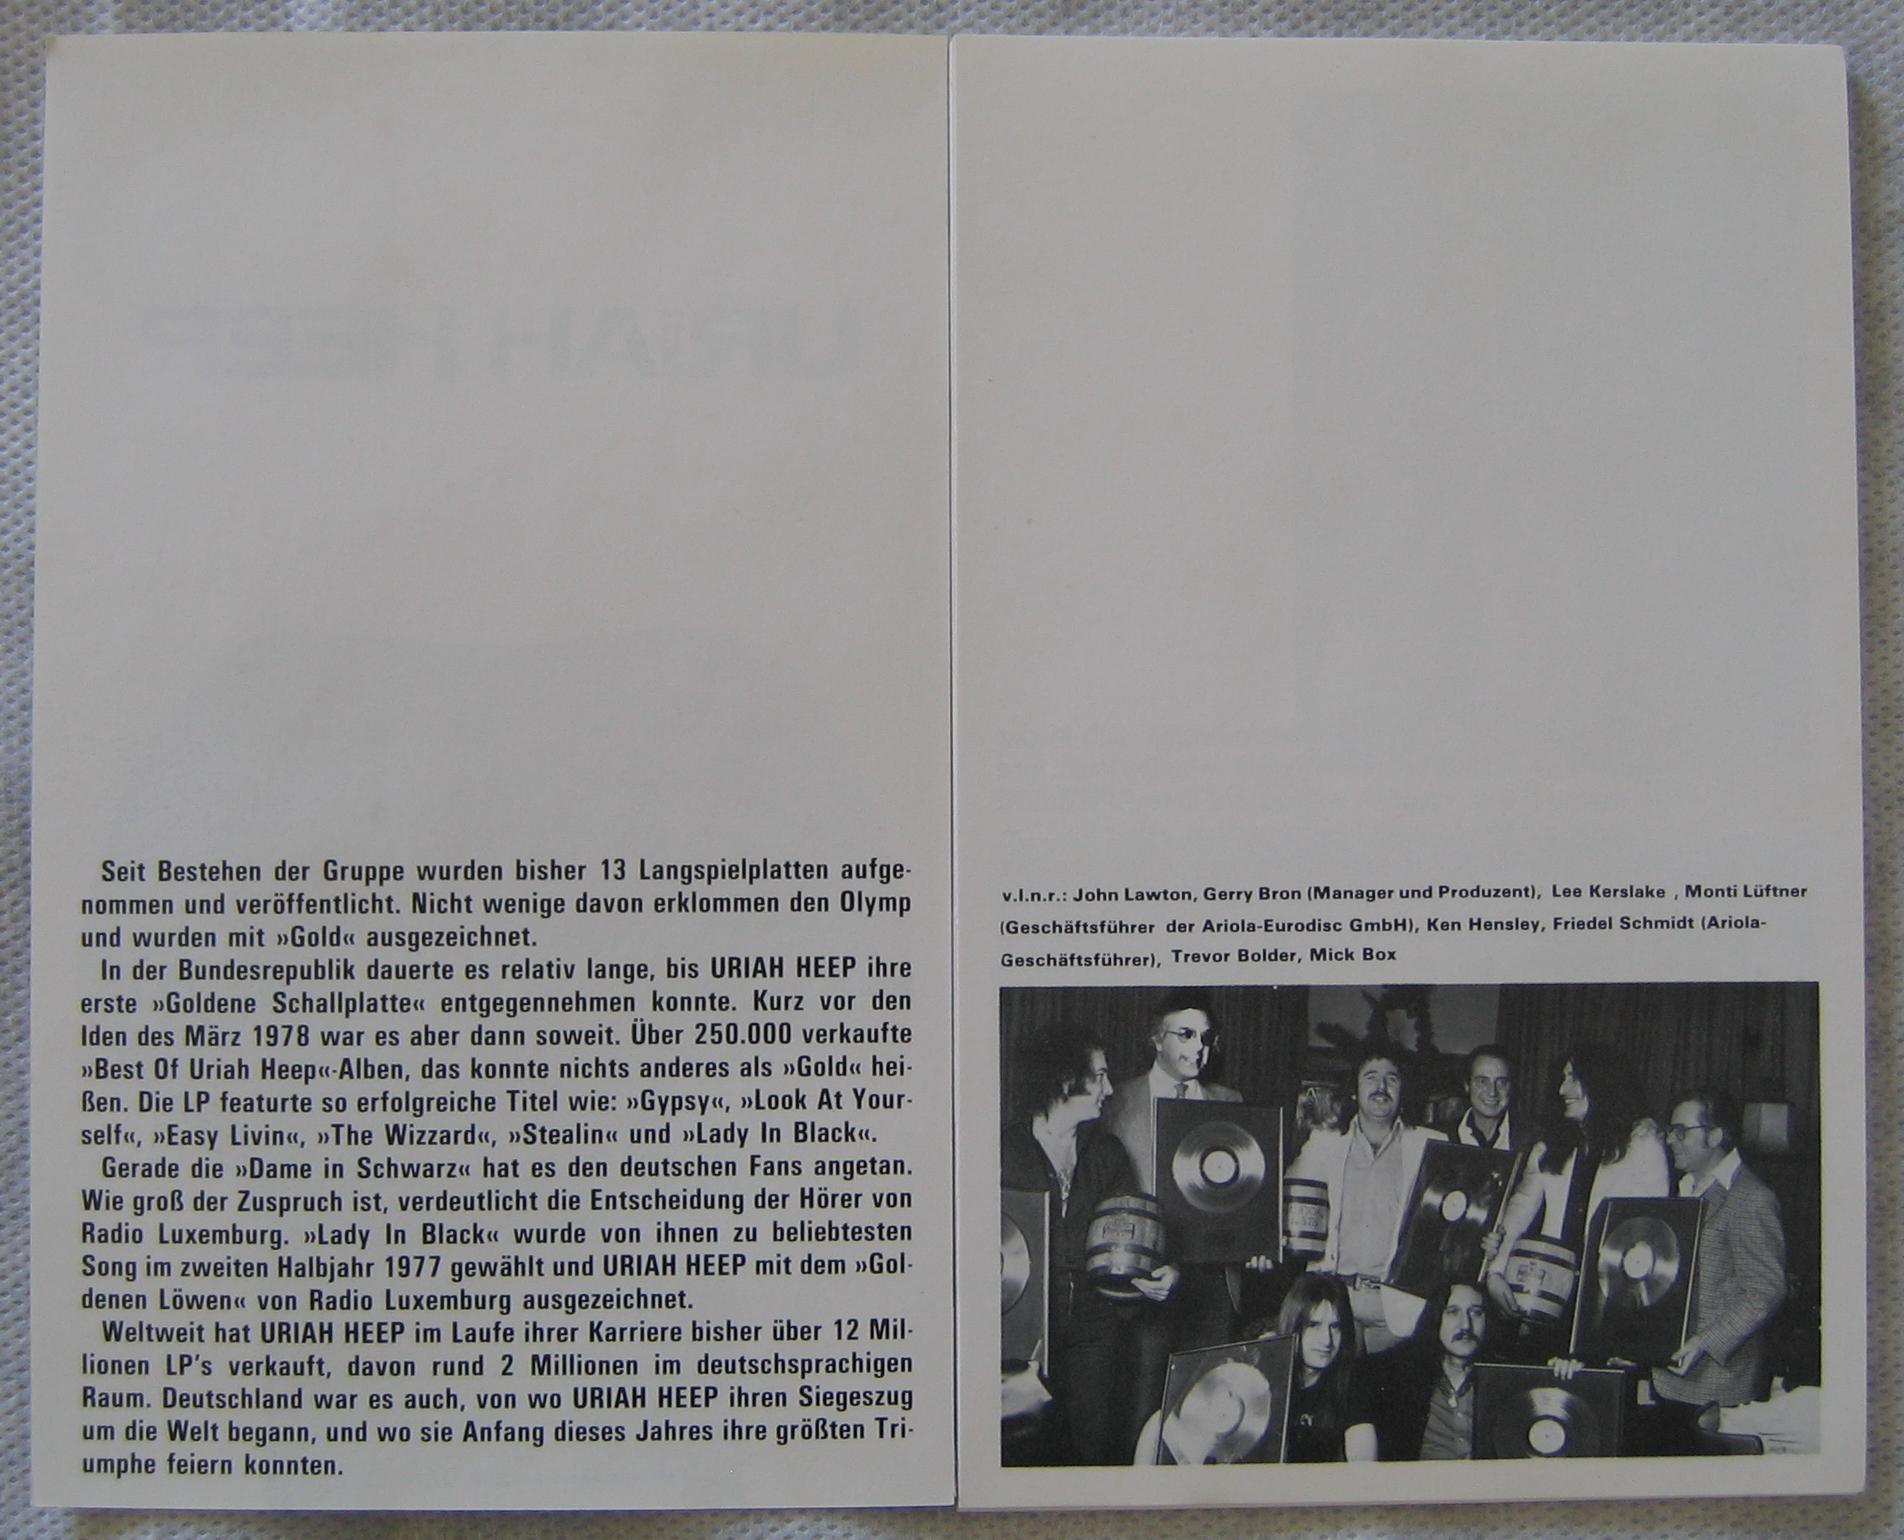 Seit Bestehen der Gruppe wurden bisher 13 Langspielplatten aufge-
nommen und veröffentlicht. Nicht wenige davon erklommen den Olymp
und wurden mit »Gold« ausgezeichnet.
In der Bundesrepublik dauerte es relativ lange, bis URIAH HEEP ihre
erste »Goldene Schallplatte« entgegennehmen konnte. Kurz vor den
Iden des März 1978 war es aber dann soweit. Über 250.000 verkaufte
»Best Of Uriah Heep«-Alben, das konnte nichts anderes als »Gold« hei-
ßen. Die LP featurte so erfolgreiche Titel wie: »Gypsy«, »Look At Your-
self«, »Easy Livin«, »The Wizzard«, »Stealin« und »Lady In Black«.
Gerade die »Dame in Schwarz« hat es den deutschen Fans angetan.
Wie groß der Zuspruch ist, verdeutlicht die Entscheidung der Hörer von
Radio Luxemburg. »Lady In Black« wurde von ihnen zu beliebtesten
Song im zweiten Halbjahr 1977 gewählt und URIAH HEEP mit dem »Gol-
denen Löwen« von Radio Luxemburg ausgezeichnet.
Weltweit hat URIAH HEEP im Laufe ihrer Karriere bisher über 12 Mil-
lionen LP's verkauft, davon rund 2 Millionen im deutschsprachigen
Raum. Deutschland war es auch, von wo URIAH HEEP ihren Siegeszug
um die Welt begann, und wo sie Anfang dieses Jahres ihre größten Tri-
umphe feiern konnten.
v.l.n.r.: John Lawton, Gerry Bron (Manager und Produzent), Lee Kerslake , Monti Lüftner
(Geschäftsführer der Ariola-Eurodisc GmbH), Ken Hensley, Friedel Schmidt (Ariola-
Geschäftsführer), Trevor Bolder, Mick Box